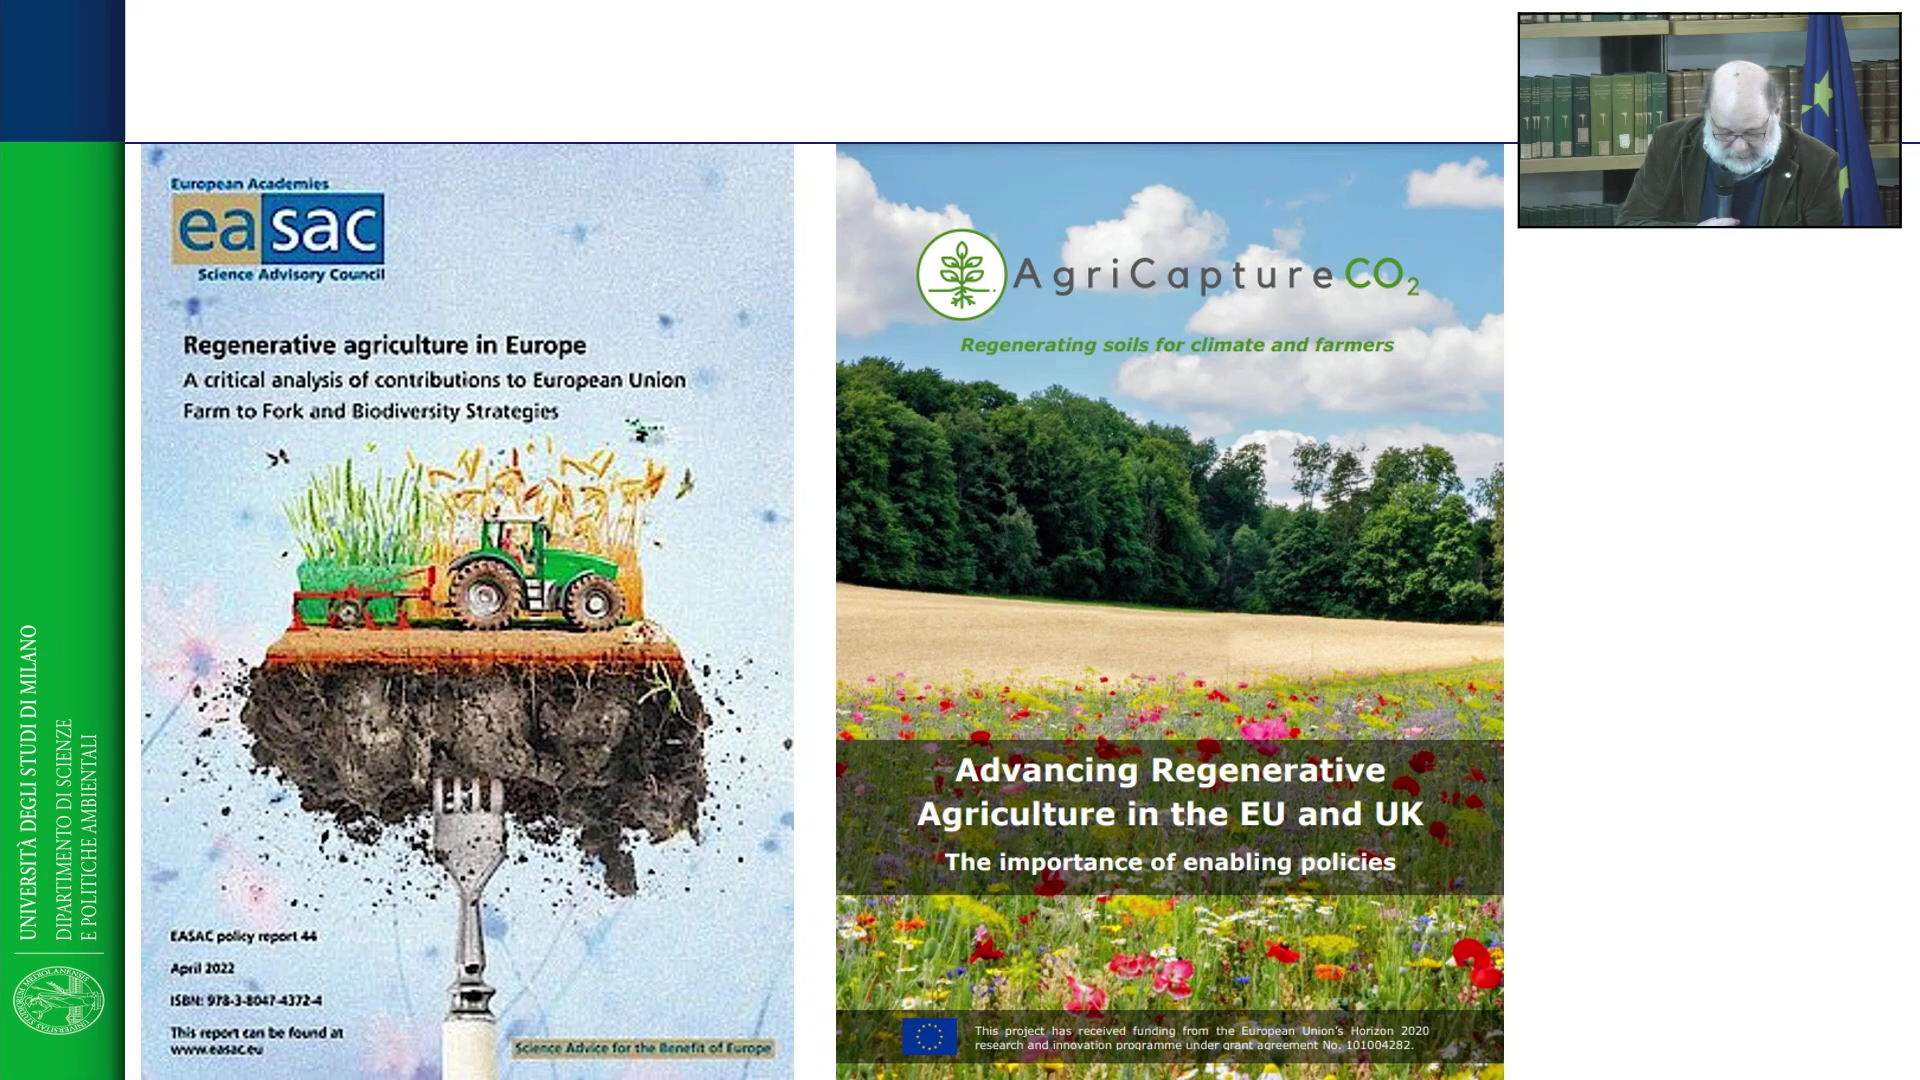 UNIVERSITÀ DEGLI STUDI DI MILANO
DIPARTIMENTO DI SCIENZE
E POLITICHE AMBIENTALI
European Academies
easac
Science Advisory Council
Regenerative agriculture in Europe
A critical analysis of contributions to European Union
Farm to Fork and Biodiversity Strategies
EASAC policy report 44
April 2022
ISBN: 978-3-8047-4372-4
This report can be found at
www.easac.eu
Science Advice for the Benefit of Europe
AgriCaptureCO2
Regenerating soils for climate and farmers
Advancing Regenerative
Agriculture in the EU and UK
The importance of enabling policies
This project has received funding from the European Union's Horizon 2020
research and innovation programme under grant agreement No. 101004282.